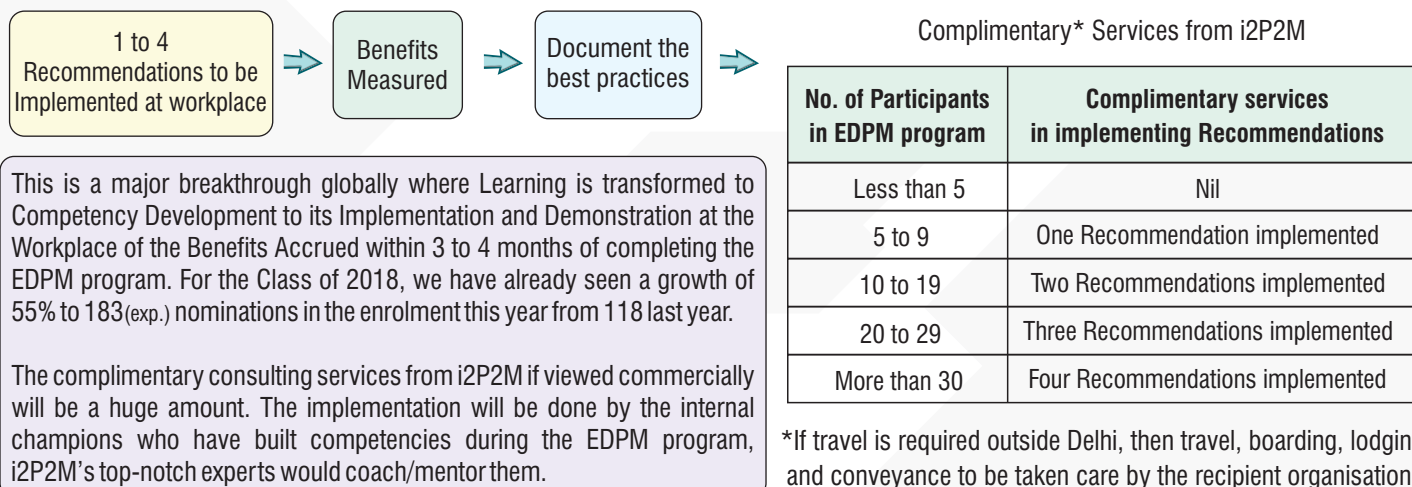 1 to 4
Recommendations to be
Implemented at workplace
Benefits
Measured
Document the
best practices
This is a major breakthrough globally where Learning is transformed to
Competency Development to its Implementation and Demonstration at the
Workplace of the Benefits Accrued within 3 to 4 months of completing the
EDPM program. For the Class of 2018, we have already seen a growth of
55% to 183(exp.) nominations in the enrolment this year from 118 last year.
The complimentary consulting services from i2P2M if viewed commercially
will be a huge amount. The implementation will be done by the internal
champions who have built competencies during the EDPM program,
i2P2M's top-notch experts would coach/mentor them.
Complimentary* Services from i2P2M
No. of Participants
in EDPM program
Complimentary services
in implementing Recommendations
Less than 5 Nil
5 to 9 One Recommendation implemented
10 to 19 Two Recommendations implemented
20 to 29 Three Recommendations implemented
More than 30 Four Recommendations implemented
*If travel is required outside Delhi, then travel, boarding, lodgin
and conveyance to be taken care by the recipient organisation